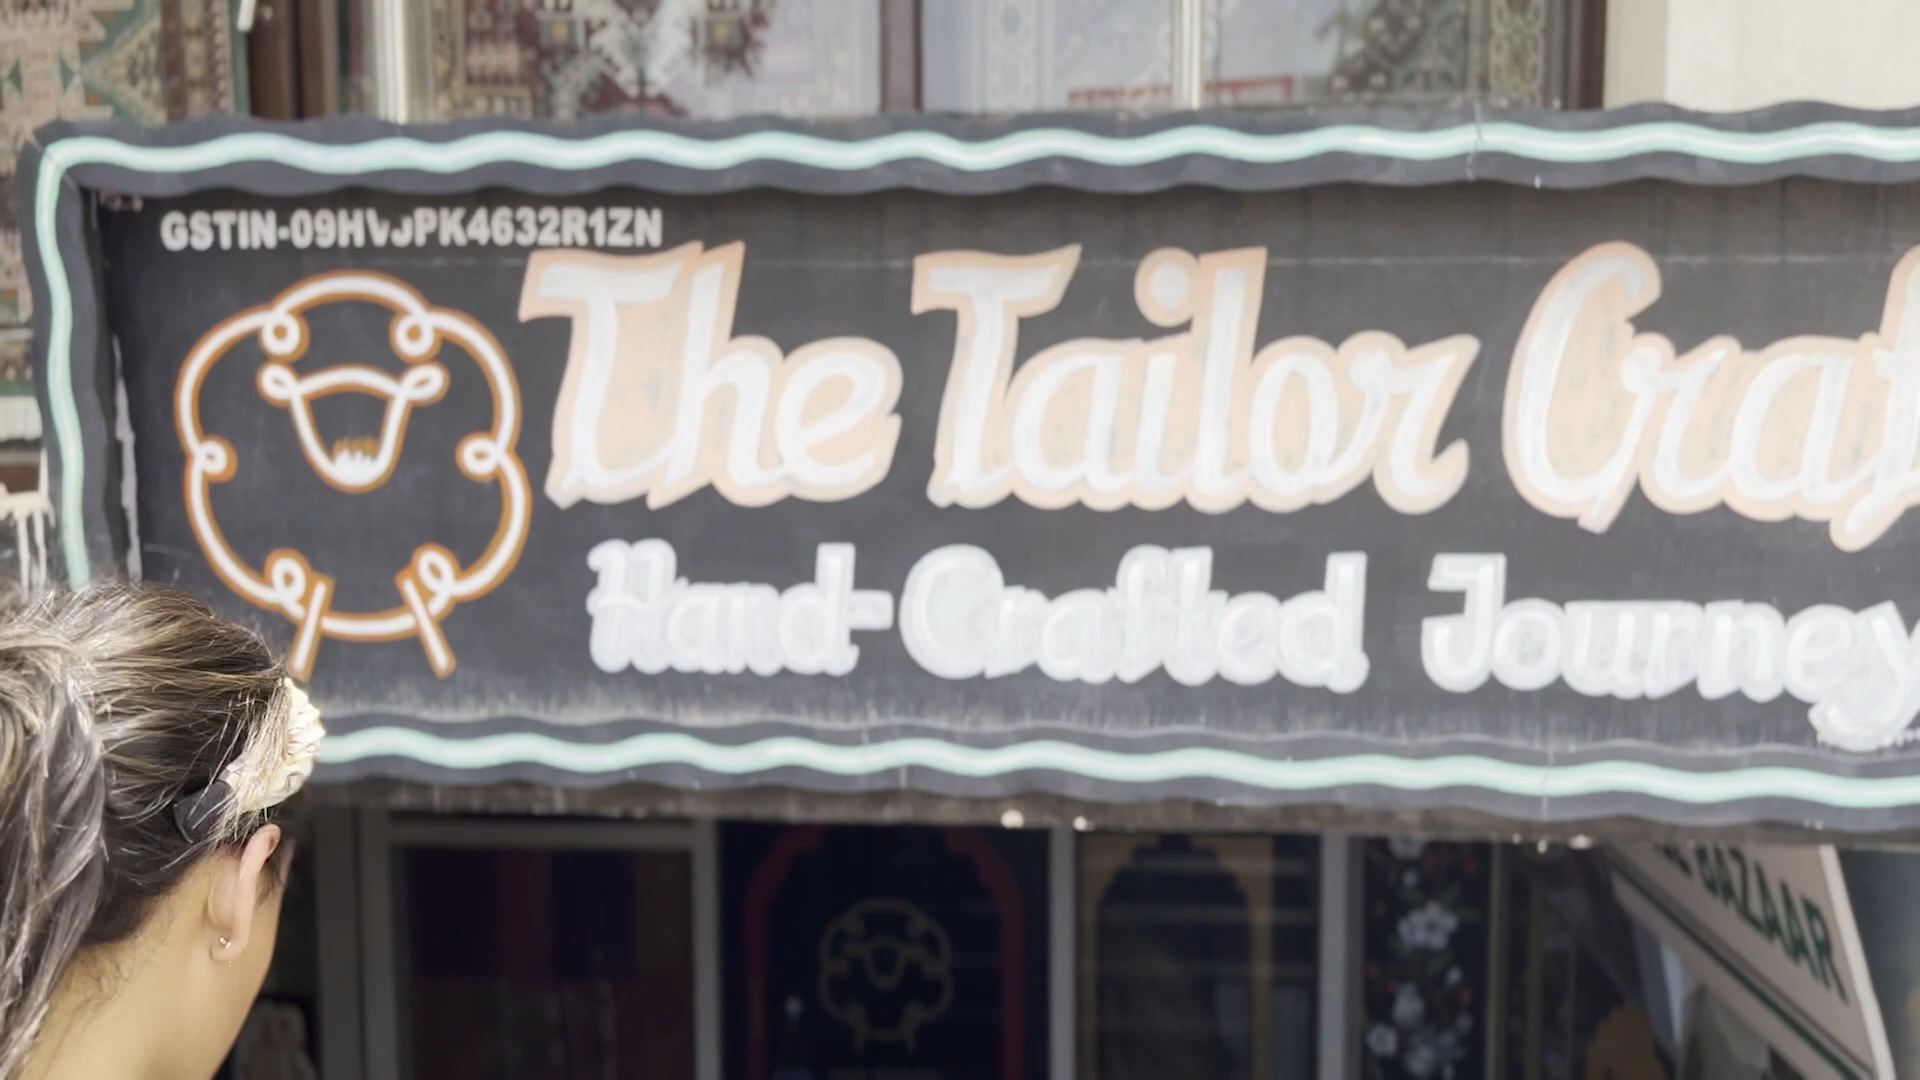 GSTIN-09HVJPK4632R1ZN
The Tailor Craf
Hand-Crafted Journey
BAZAAR